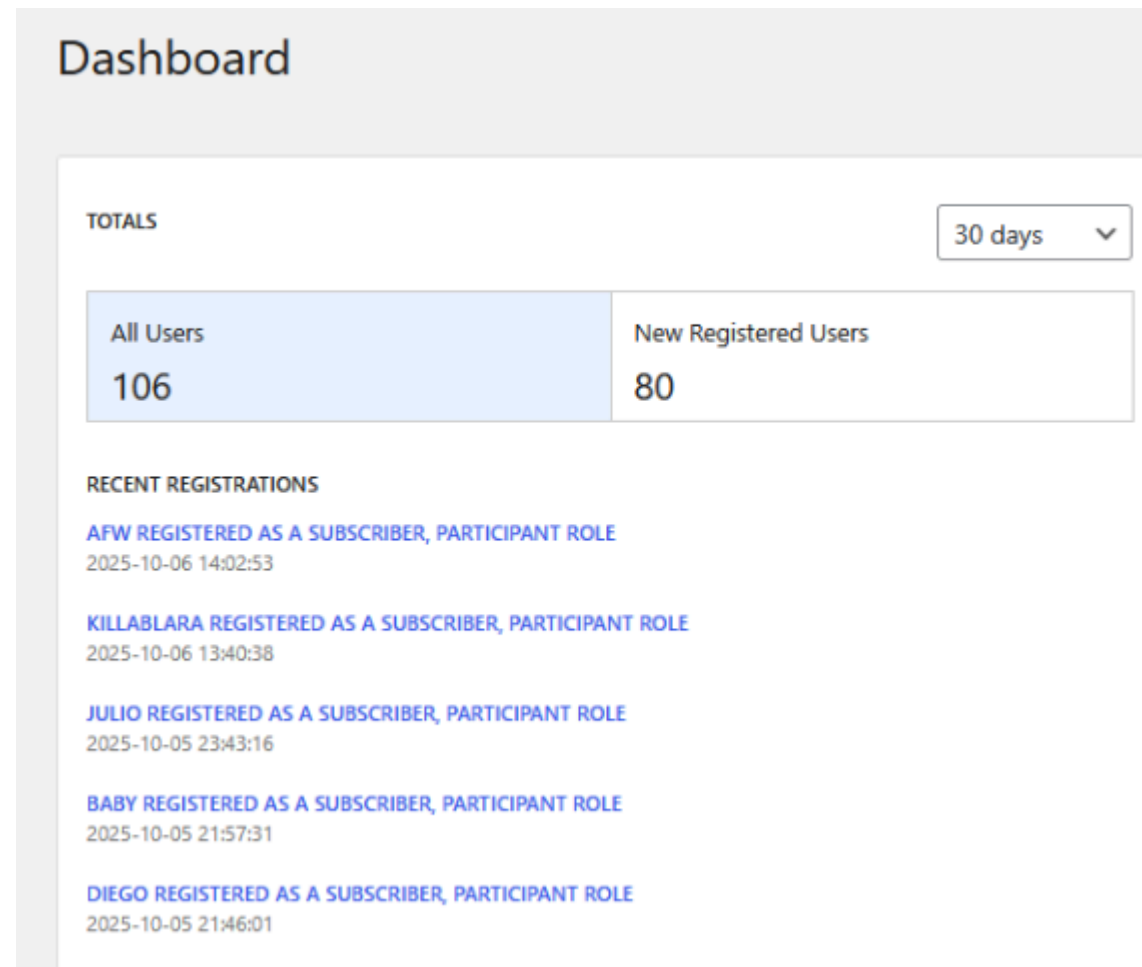 Dashboard
TOTALS
30 days
All Users
New Registered Users
106
80
RECENT REGISTRATIONS
AFW REGISTERED AS A SUBSCRIBER, PARTICIPANT ROLE
2025-10-06 14:02:53
KILLABLARA REGISTERED AS A SUBSCRIBER, PARTICIPANT ROLE
2025-10-06 13:40:38
JULIO REGISTERED AS A SUBSCRIBER, PARTICIPANT ROLE
2025-10-05 23:43:16
BABY REGISTERED AS A SUBSCRIBER, PARTICIPANT ROLE
2025-10-05 21:57:31
DIEGO REGISTERED AS A SUBSCRIBER, PARTICIPANT ROLE
2025-10-05 21:46:01